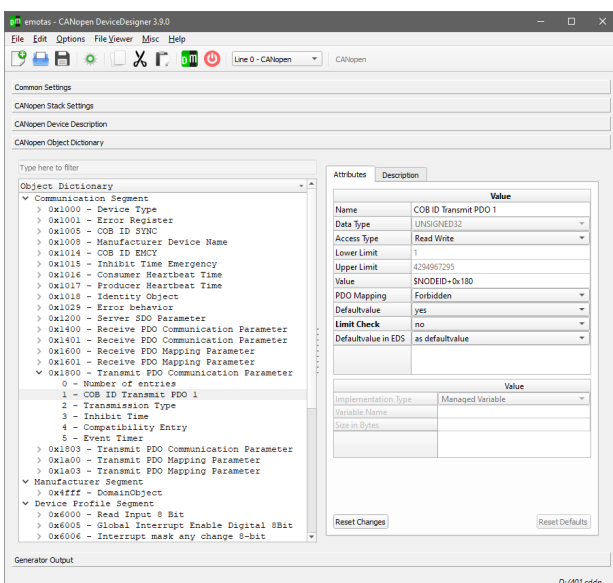 emotas - CANopen DeviceDesigner 3.9.0
File Edit Options File Viewer Misc Help
dm Line 0 - CANopen CANopen
Common Settings
CANopen Stack Settings
CANopen Device Description
CANopen Object Dictionary
Type here to filter
Object Dictionary
Communication Segment
0x1000 - Device Type
0x1001 - Error Register
0x1005 - COB ID SYNC
0x1008 - Manufacturer Device Name
0x1014 - COB ID EMCY
0x1015 - Inhibit Time Emergency
0x1016 - Consumer Heartbeat Time
0x1017 - Producer Heartbeat Time
0x1018 - Identity Object
0x1029 - Error behavior
0x1200 - Server SDO Parameter
0x1400 - Receive PDO Communication Parameter
0x1401 - Receive PDO Communication Parameter
0x1600 - Receive PDO Mapping Parameter
0x1601 - Receive PDO Mapping Parameter
0x1800 - Transmit PDO Communication Parameter
0 - Number of entries
1 - COB ID Transmit PDO 1
2 - Transmission Type
3 - Inhibit Time
4 - Compatibility Entry
5 - Event Timer
0x1803 - Transmit PDO Communication Parameter
0x1a00 - Transmit PDO Mapping Parameter
0x1a03 - Transmit PDO Mapping Parameter
Manufacturer Segment
0x4fff - DomainObject
Device Profile Segment
0x6000 - Read Input 8 Bit
0x6005 - Global Interrupt Enable Digital 8Bit
0x6006 - Interrupt mask any change 8-bit
Attributes Description
Value
Name COB ID Transmit PDO 1
Data Type UNSIGNED32
Access Type Read Write
Lower Limit 1
Upper Limit 4294967295
Value $NODEID+0x180
PDO Mapping Forbidden
Defaultvalue yes
Limit Check no
Defaultvalue in EDS as defaultvalue
Value
Implementation Type Managed Variable
Variable Name
Size in Bytes
Reset Changes Reset Defaults
Generator Output
D:/401.cddp